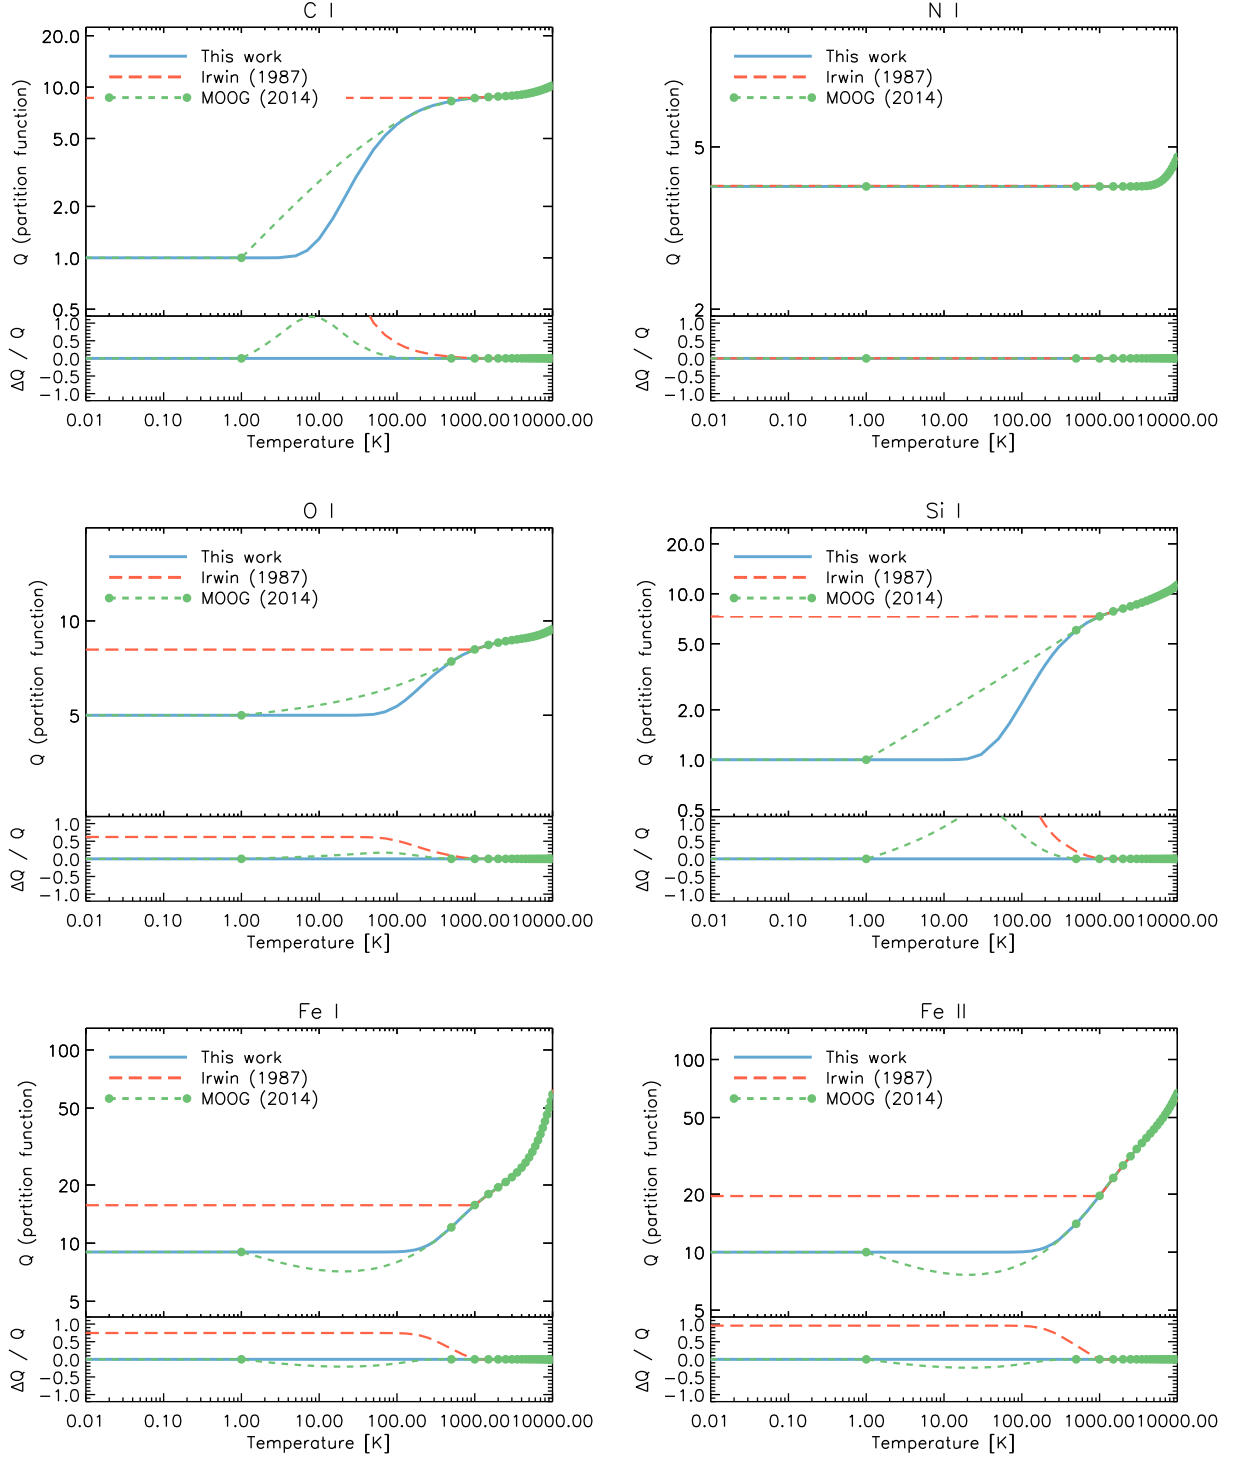 C I
20.0
10.0
5.0
2.0
1.0
0.5
Q (partition function)
This work
Irwin (1987)
MOOG (2014)
1.0
0.5
0.0
−0.5
−1.0
ΔQ / Q
0.01 0.10 1.00 10.00 100.00 1000.0010000.00
Temperature [K]
N I
5
2
Q (partition function)
This work
Irwin (1987)
MOOG (2014)
1.0
0.5
0.0
−0.5
−1.0
ΔQ / Q
0.01 0.10 1.00 10.00 100.00 1000.0010000.00
Temperature [K]
O I
10
5
Q (partition function)
This work
Irwin (1987)
MOOG (2014)
1.0
0.5
0.0
−0.5
−1.0
ΔQ / Q
0.01 0.10 1.00 10.00 100.00 1000.0010000.00
Temperature [K]
Si I
20.0
10.0
5.0
2.0
1.0
0.5
Q (partition function)
This work
Irwin (1987)
MOOG (2014)
1.0
0.5
0.0
−0.5
−1.0
ΔQ / Q
0.01 0.10 1.00 10.00 100.00 1000.0010000.00
Temperature [K]
Fe I
100
50
20
10
5
Q (partition function)
This work
Irwin (1987)
MOOG (2014)
1.0
0.5
0.0
−0.5
−1.0
ΔQ / Q
0.01 0.10 1.00 10.00 100.00 1000.0010000.00
Temperature [K]
Fe II
100
50
20
10
5
Q (partition function)
This work
Irwin (1987)
MOOG (2014)
1.0
0.5
0.0
−0.5
−1.0
ΔQ / Q
0.01 0.10 1.00 10.00 100.00 1000.0010000.00
Temperature [K]